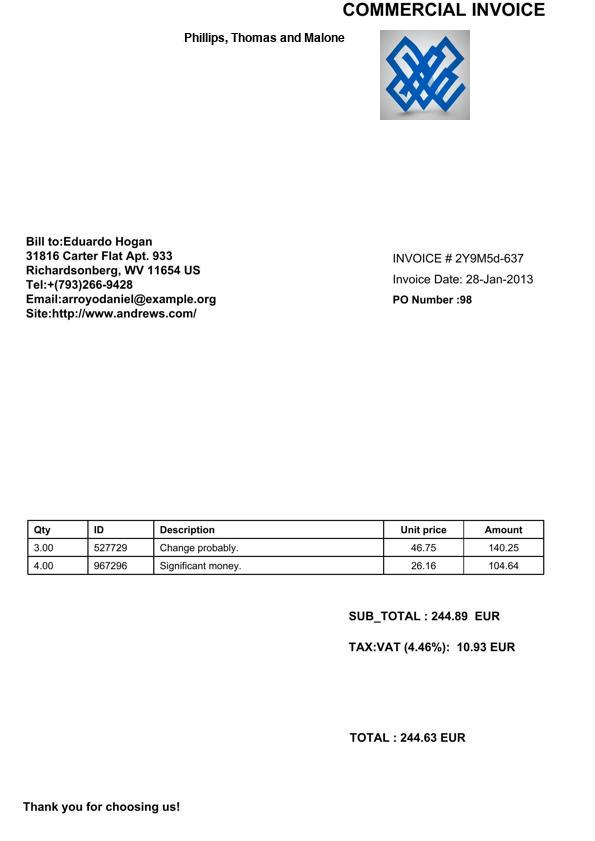 COMMERCIAL INVOICE
Phillips, Thomas and Malone
Bill to:Eduardo Hogan
31816 Carter Flat Apt. 933
Richardsonberg, WV 11654 US
Tel:+(793)266-9428
Email:arroyodaniel@example.org
Site:http://www.andrews.com/
INVOICE # 2Y9M5d-637
Invoice Date: 28-Jan-2013
PO Number :98
Qty ID Description Unit price Amount
3.00 527729 Change probably. 46.75 140.25
4.00 967296 Significant money. 26.16 104.64
SUB_TOTAL : 244.89 EUR
TAX:VAT (4.46%): 10.93 EUR
TOTAL : 244.63 EUR
Thank you for choosing us!